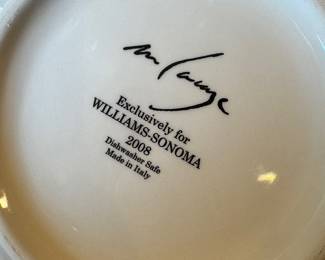 Exclusively for
WILLIAMS-SONOMA
2008
Dishwasher Safe
Made in Italy